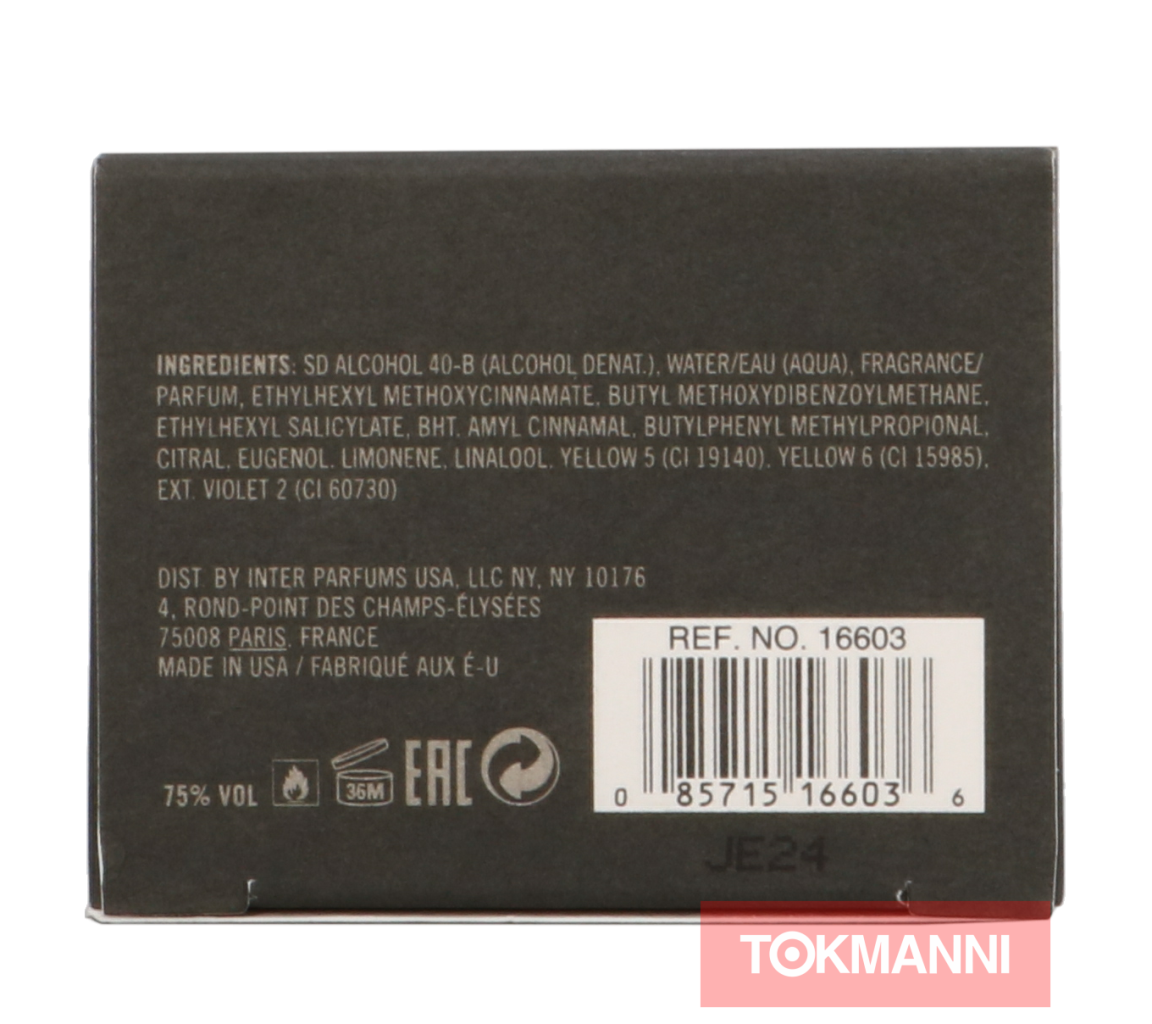 INGREDIENTS: SD ALCOHOL 40-B (ALCOHOL DENAT.), WATER/EAU (AQUA), FRAGRANCE/
PARFUM, ETHYLHEXYL METHOXYCINNAMATE, BUTYL METHOXYDIBENZOYLMETHANE,
ETHYLHEXYL SALICYLATE, BHT, AMYL CINNAMAL, BUTYLPHENYL METHYLPROPIONAL,
CITRAL, EUGENOL, LIMONENE, LINALOOL, YELLOW 5 (CI 19140), YELLOW 6 (CI 15985),
EXT. VIOLET 2 (CI 60730)
DIST. BY INTER PARFUMS USA, LLC NY, NY 10176
4, ROND-POINT DES CHAMPS-ÉLYSÉES
75008 PARIS, FRANCE
MADE IN USA / FABRIQUÉ AUX É-U
REF. NO. 16603
0 85715 16603 6
75% VOL 36M EAC
JE24
TOKMANNI